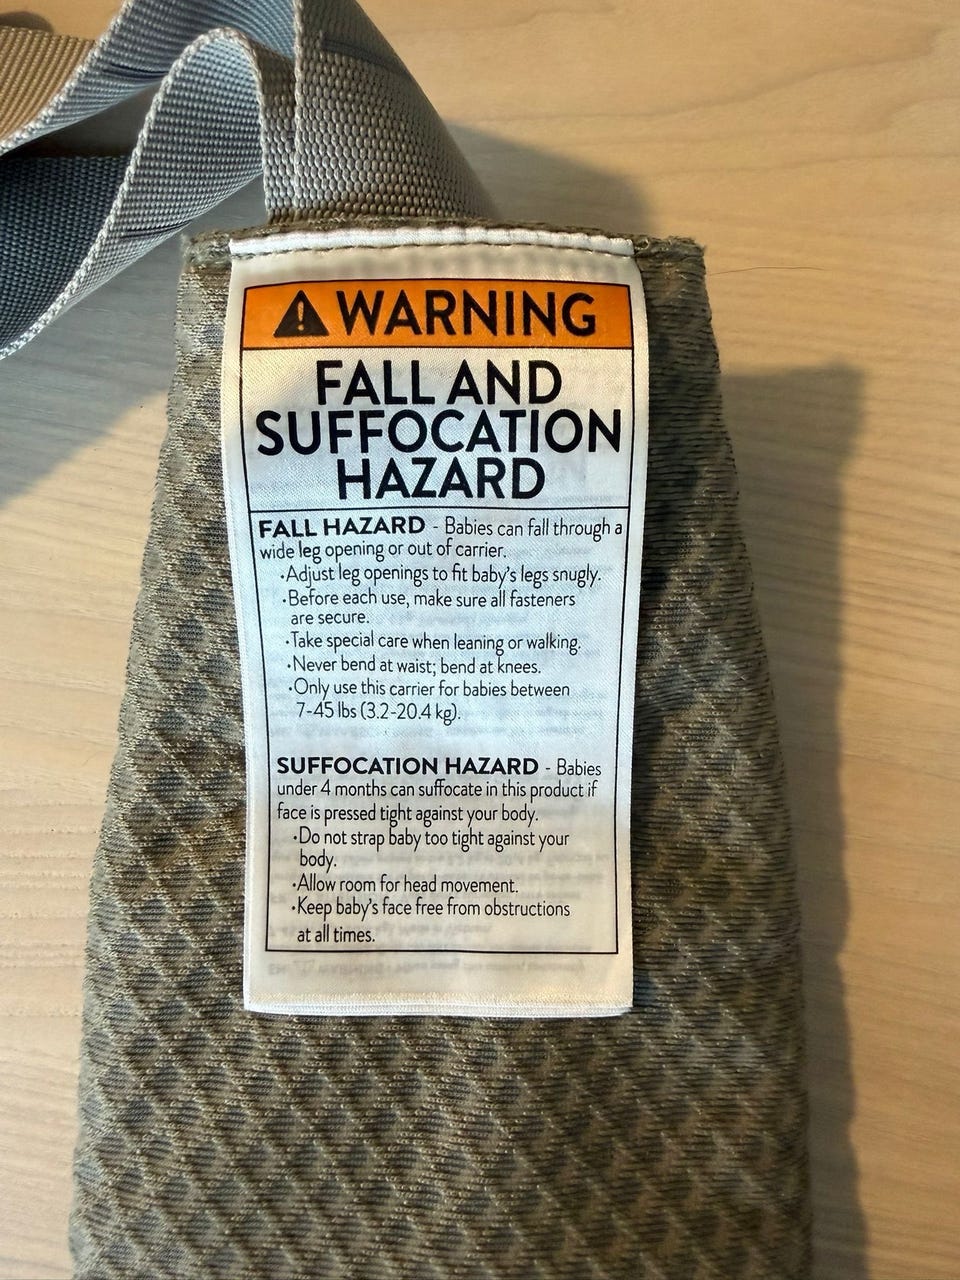 WARNING
FALL AND
SUFFOCATION
HAZARD
FALL HAZARD - Babies can fall through a
wide leg opening or out of carrier.
•Adjust leg openings to fit baby's legs snugly.
•Before each use, make sure all fasteners
are secure.
•Take special care when leaning or walking.
•Never bend at waist; bend at knees.
•Only use this carrier for babies between
7-45 lbs (3.2-20.4 kg).
SUFFOCATION HAZARD - Babies
under 4 months can suffocate in this product if
face is pressed tight against your body.
•Do not strap baby too tight against your
body.
•Allow room for head movement.
•Keep baby's face free from obstructions
at all times.